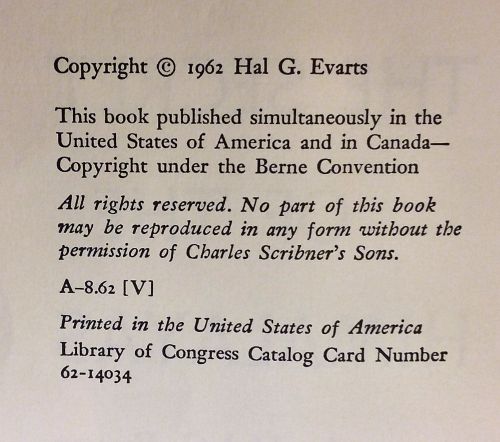 Copyright © 1962 Hal G. Evarts
This book published simultaneously in the
United States of America and in Canada—
Copyright under the Berne Convention
All rights reserved. No part of this book
may be reproduced in any form without the
permission of Charles Scribner's Sons.
A–8.62 [V]
Printed in the United States of America
Library of Congress Catalog Card Number
62-14034